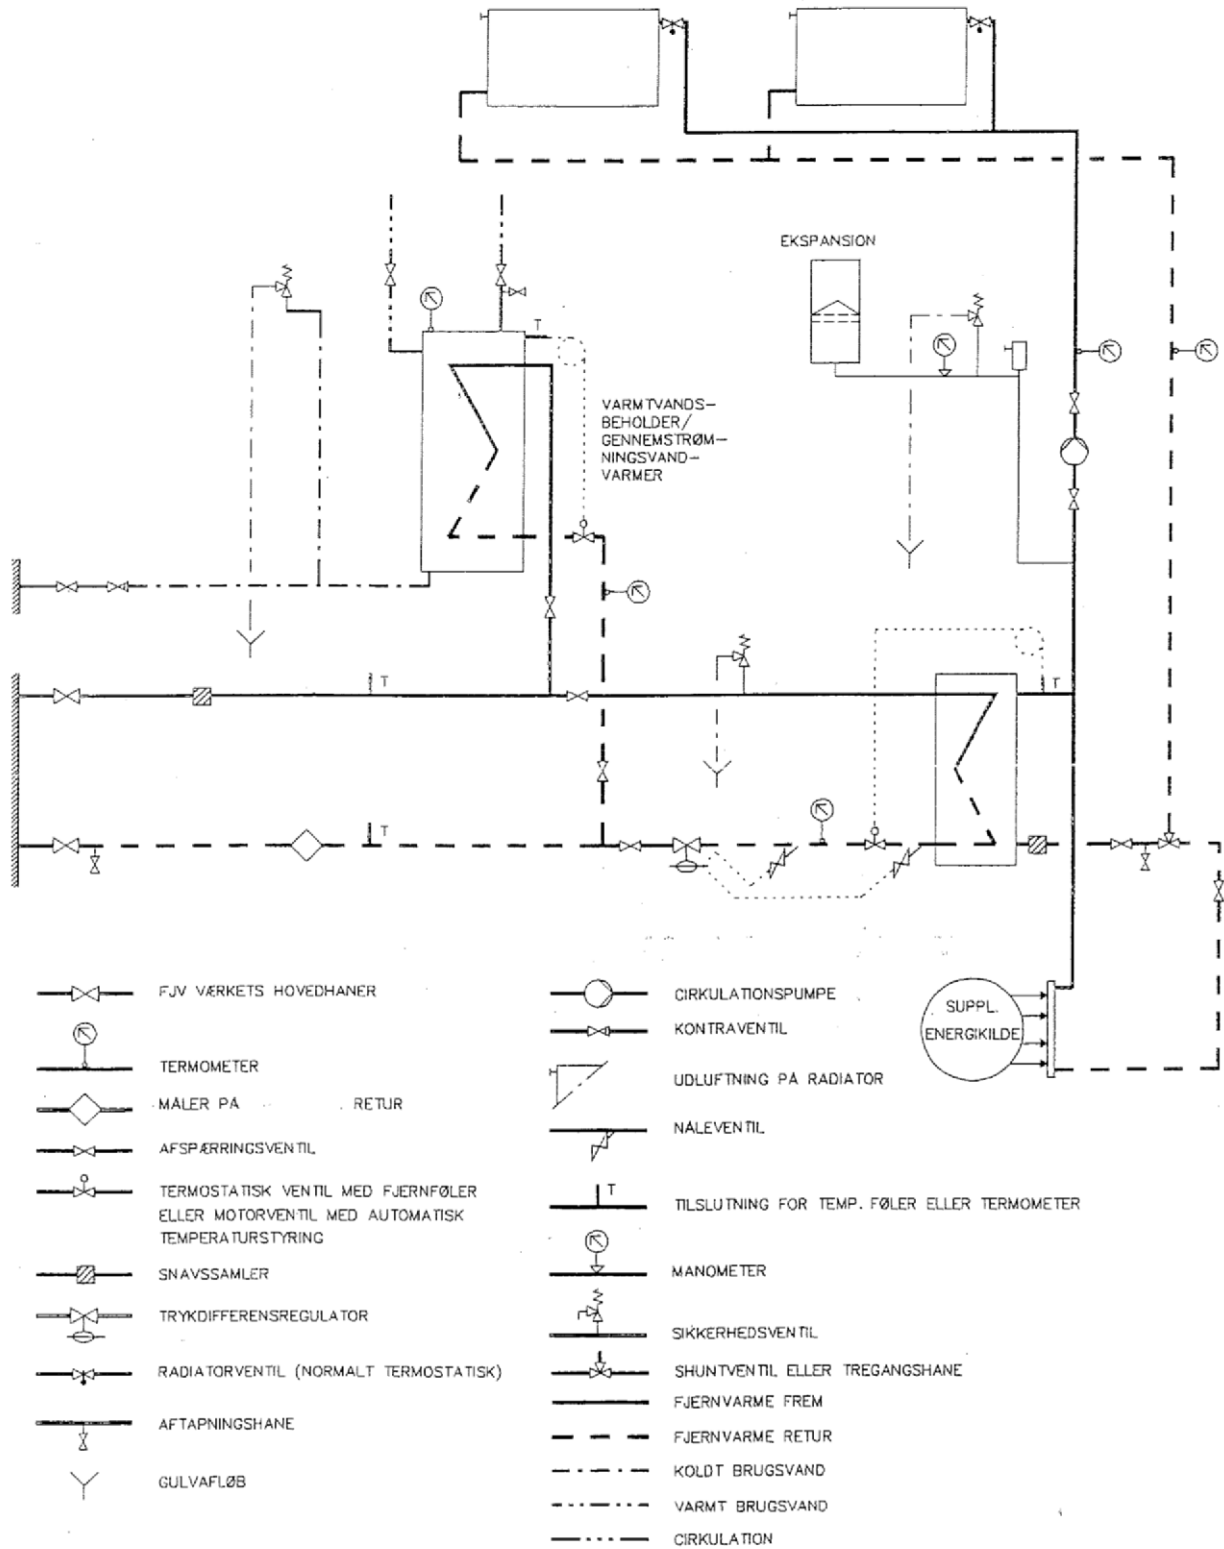 EKSPANSION
T
VARMTVANDS-
BEHOLDER/
GENNEMSTRØM-
NINGSVAND-
VARMER
T
T
T
FJV VÆRKETS HOVEDHANER
TERMOMETER
MÅLER PÅ . RETUR
AFSPÆRRINGSVENTIL
TERMOSTATISK VENTIL MED FJERNFØLER
ELLER MOTORVENTIL MED AUTOMATISK
TEMPERATURSTYRING
SNAVSSAMLER
TRYKDIFFERENSREGULATOR
RADIATORVENTIL (NORMALT TERMOSTATISK)
AFTAPNINGSHANE
GULVAFLØB
CIRKULATIONSPUMPE
KONTRAVENTIL
UDLUFTNING PÅ RADIATOR
NÅLEVENTIL
T
TILSLUTNING FOR TEMP. FØLER ELLER TERMOMETER
MANOMETER
SIKKERHEDSVENTIL
SHUNTVENTIL ELLER TREGANGSHANE
FJERNVARME FREM
FJERNVARME RETUR
KOLDT BRUGSVAND
VARMT BRUGSVAND
CIRKULATION
SUPPL.
ENERGIKILDE